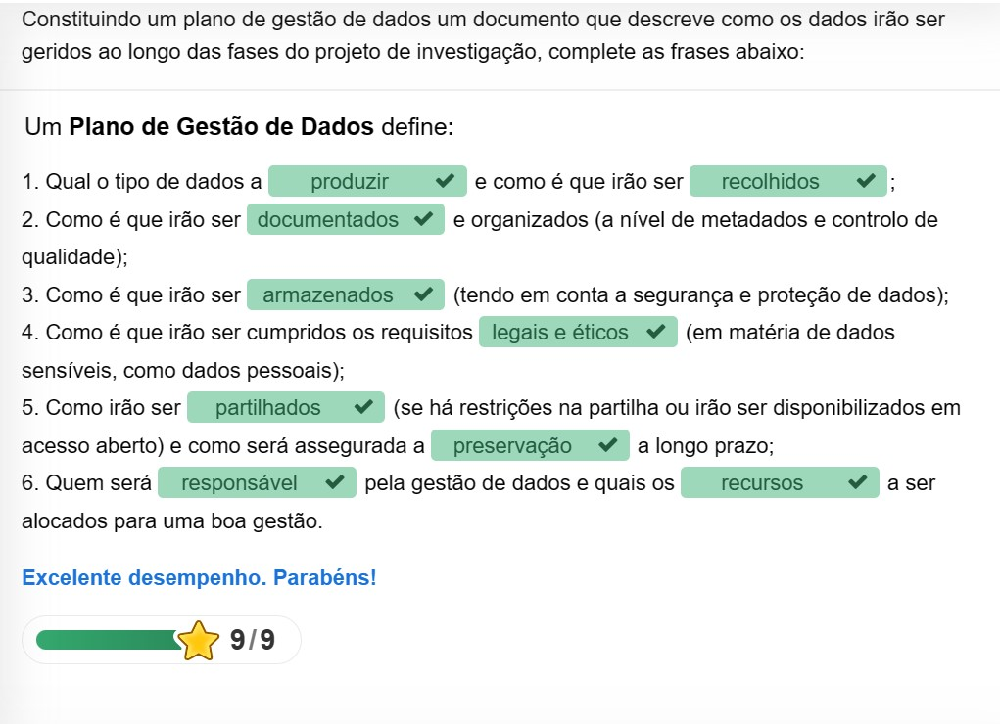 Constituindo um plano de gestão de dados um documento que descreve como os dados irão ser
geridos ao longo das fases do projeto de investigação, complete as frases abaixo:
Um Plano de Gestão de Dados define:
1. Qual o tipo de dados a produzir e como é que irão ser recolhidos ;
2. Como é que irão ser documentados e organizados (a nível de metadados e controlo de
qualidade);
3. Como é que irão ser armazenados (tendo em conta a segurança e proteção de dados);
4. Como é que irão ser cumpridos os requisitos legais e éticos (em matéria de dados
sensíveis, como dados pessoais);
5. Como irão ser partilhados (se há restrições na partilha ou irão ser disponibilizados em
acesso aberto) e como será assegurada a preservação a longo prazo;
6. Quem será responsável pela gestão de dados e quais os recursos a ser
alocados para uma boa gestão.
Excelente desempenho. Parabéns!
9/9